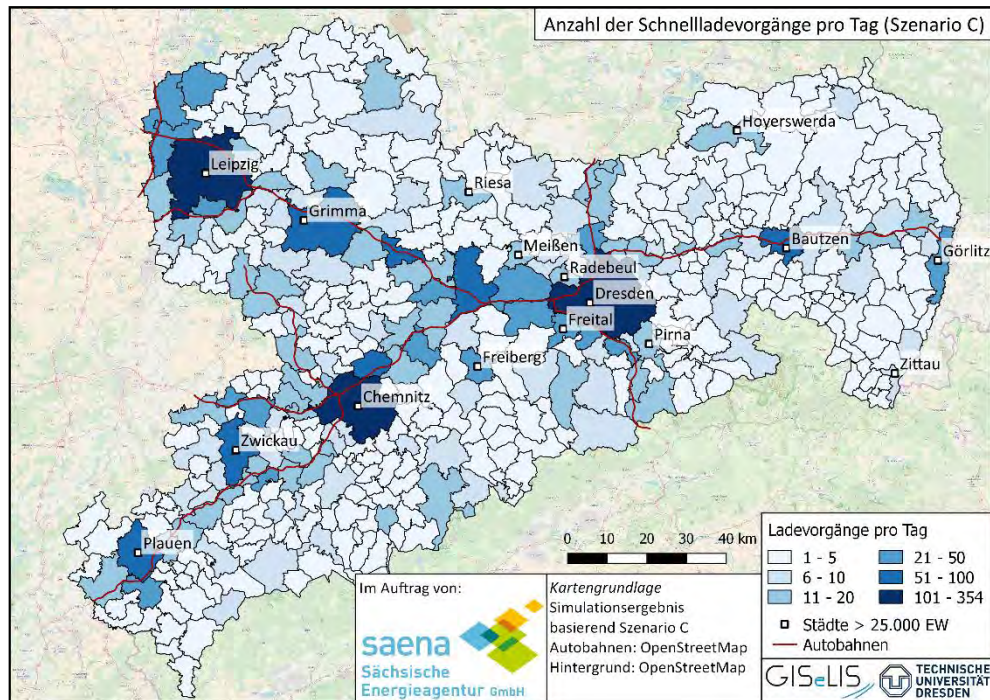 Anzahl der Schnellladevorgänge pro Tag (Szenario C)
Hoyerswerda
Leipzig
Riesa
Grimma
Meißen
Bautzen
Görlitz
Radebeul
Dresden
Freital
Pirna
Freiberg
Zittau
Chemnitz
Zwickau
Plauen
0 10 20 30 40 km
Ladevorgänge pro Tag
1 - 5
21 - 50
6 - 10
51 - 100
11 - 20
101 - 354
Städte > 25.000 EW
Autobahnen
Im Auftrag von:
saena
Sächsische
Energieagentur GmbH
Kartengrundlage
Simulationsergebnis
basierend Szenario C
Autobahnen: OpenStreetMap
Hintergrund: OpenStreetMap
GISeLIS
TECHNISCHE
UNIVERSITÄT
DRESDEN